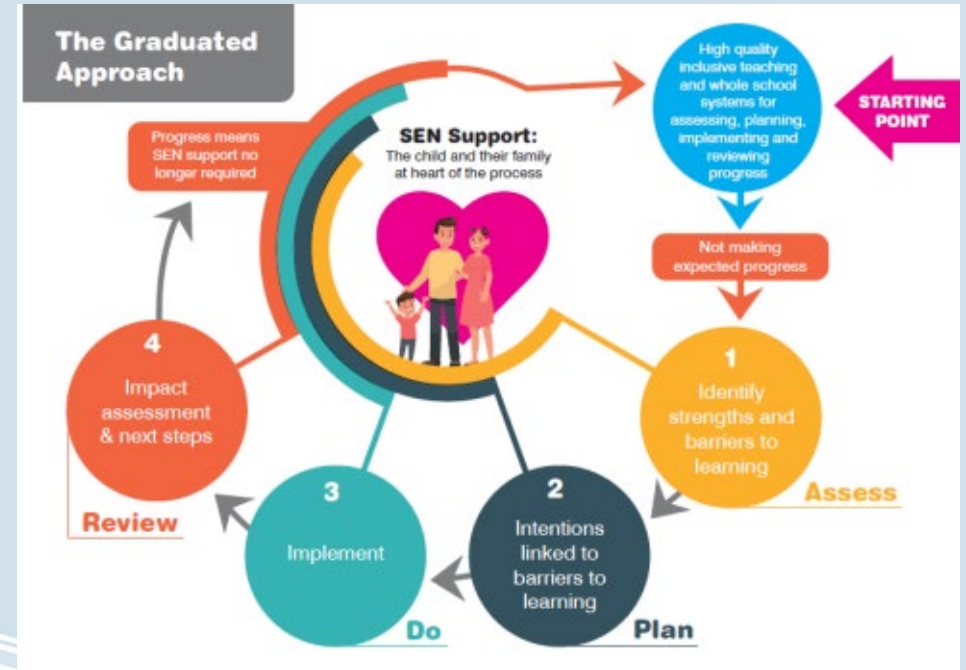 The Graduated
Approach
High quality
inclusive teaching
and whole school
systems for
assessing, planning,
implementing and
reviewing
progress
STARTING
POINT
Progress means
SEN support no
longer required
SEN Support:
The child and their family
at heart of the process
Not making
expected progress
1
Identify
strengths and
barriers to
learning
Assess
2
Intentions
linked to
barriers to
learning
Plan
3
Implement
Do
4
Impact
assessment
& next steps
Review